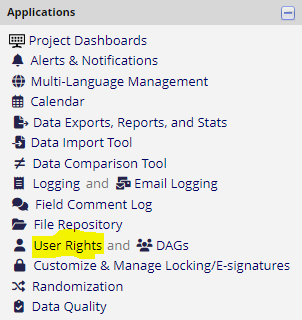 Applications
Project Dashboards
Alerts & Notifications
Multi-Language Management
Calendar
Data Exports, Reports, and Stats
Data Import Tool
Data Comparison Tool
Logging and Email Logging
Field Comment Log
File Repository
User Rights and DAGs
Customize & Manage Locking/E-signatures
Randomization
Data Quality